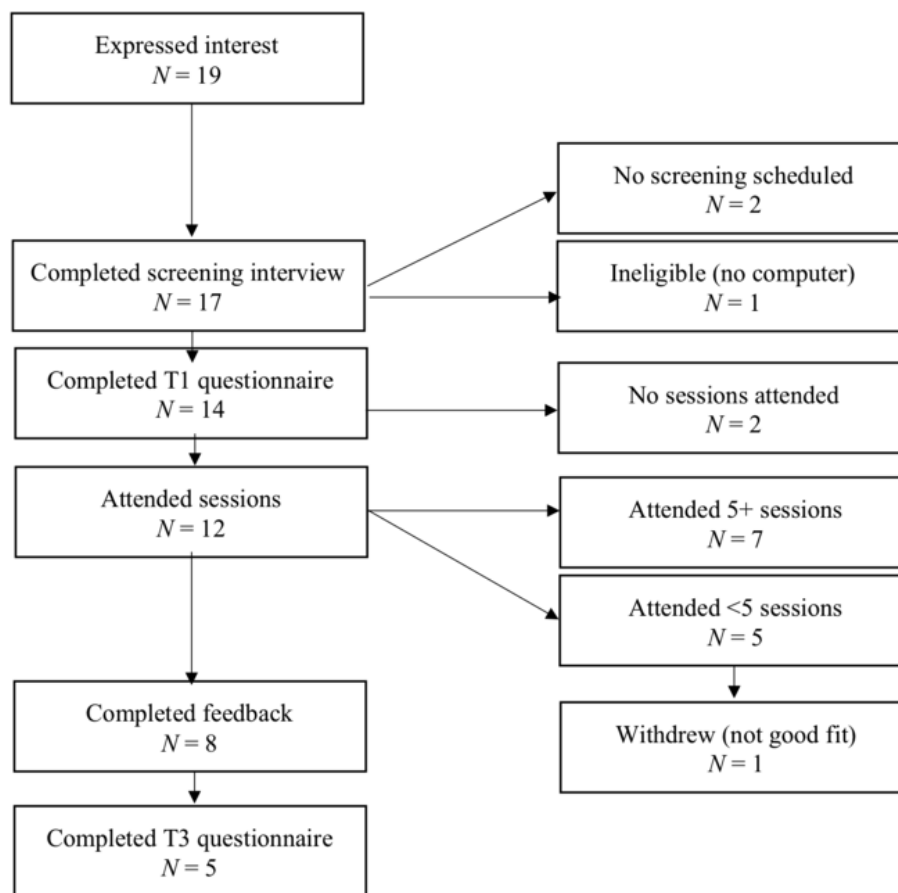 Expressed interest
N = 19
No screening scheduled
N = 2
Completed screening interview
N = 17
Ineligible (no computer)
N = 1
Completed T1 questionnaire
N = 14
No sessions attended
N = 2
Attended sessions
N = 12
Attended 5+ sessions
N = 7
Attended <5 sessions
N = 5
Completed feedback
N = 8
Withdrew (not good fit)
N = 1
Completed T3 questionnaire
N = 5